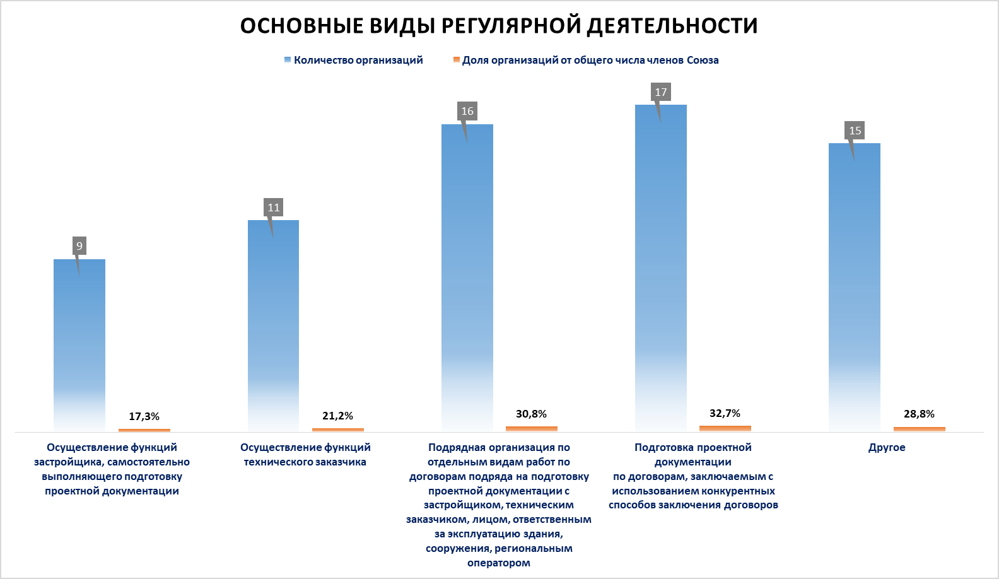 ОСНОВНЫЕ ВИДЫ РЕГУЛЯРНОЙ ДЕЯТЕЛЬНОСТИ
Количество организаций
Доля организаций от общего числа членов Союза
9
11
16
17
15
17,3%
21,2%
30,8%
32,7%
28,8%
Осуществление функций
застройщика, самостоятельно
выполняющего подготовку
проектной документации
Осуществление функций
технического заказчика
Подрядная организация по
отдельным видам работ по
договорам подряда на подготовку
проектной документации с
застройщиком, техническим
заказчиком, лицом, ответственным
за эксплуатацию здания,
сооружения, региональным
оператором
Подготовка проектной
документации
по договорам, заключаемым с
использованием конкурентных
способов заключения договоров
Другое